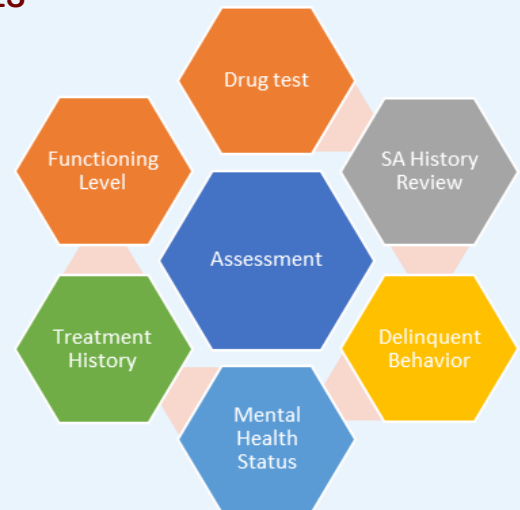 Drug test
SA History
Review
Functioning
Level
Assessment
Delinquent
Behavior
Treatment
History
Mental
Health
Status